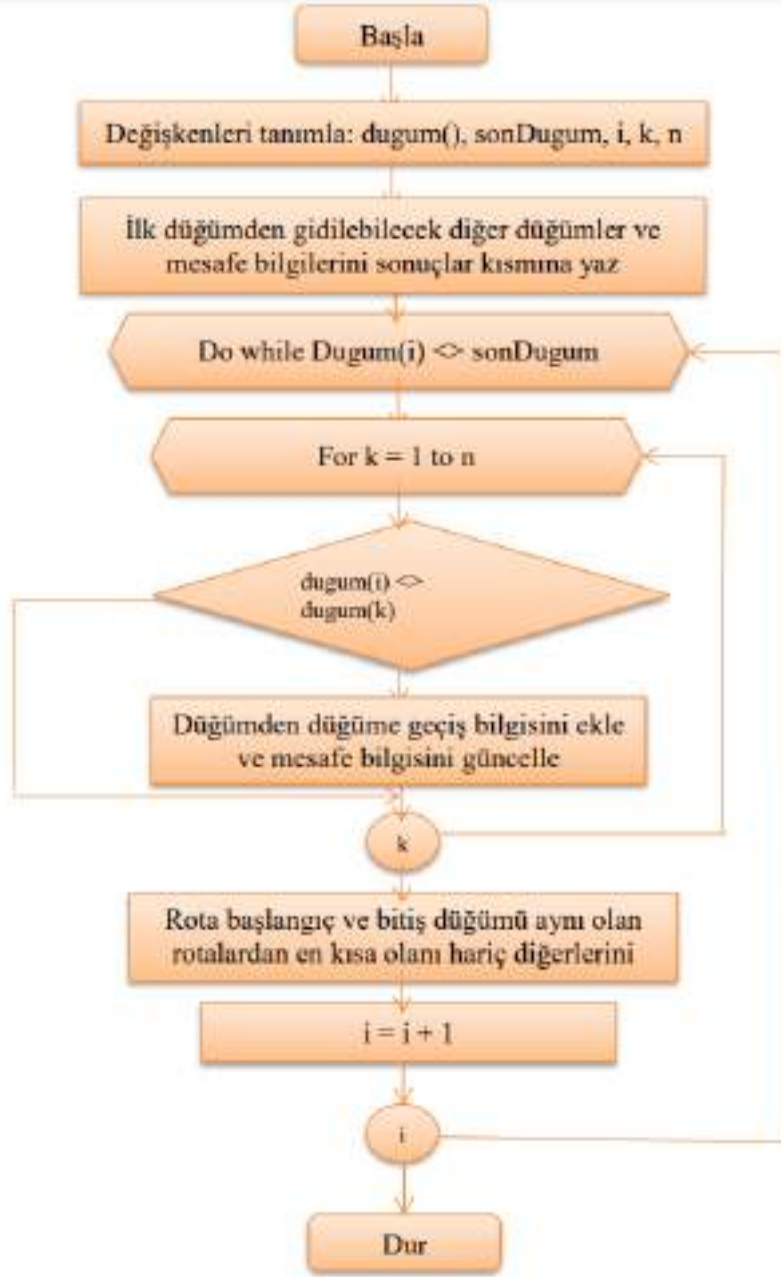 Başla
Değişkenleri tanımla: dugum(), sonDugum, i, k, n
İlk düğümden gidilebilecek diğer düğümler ve
mesafe bilgilerini sonuçlar kısmına yaz
Do while Dugum(i) <> sonDugum
For k = 1 to n
dugum(i) <>
dugum(k)
Düğümden düğüme geçiş bilgisini ekle
ve mesafe bilgisini güncelle
k
Rota başlangıç ve bitiş düğümü aynı olan
rotalardan en kısa olanı hariç diğerlerini
i = i + 1
i
Dur